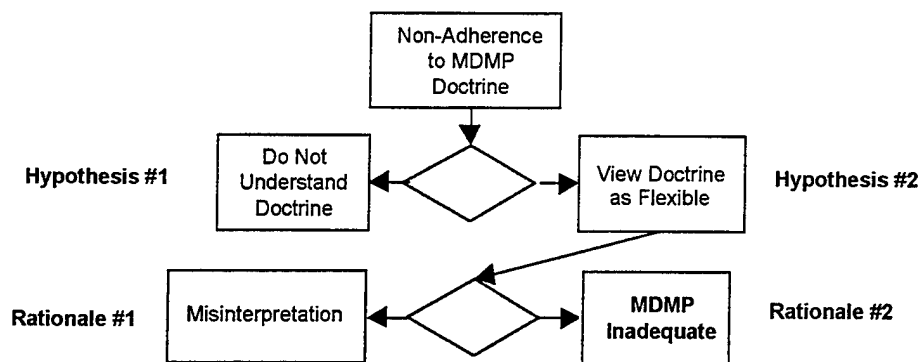 Non-Adherence
to MDMP
Doctrine
Hypothesis #1
Do Not
Understand
Doctrine
View Doctrine
as Flexible
Hypothesis #2
Rationale #1
Misinterpretation
MDMP
Inadequate
Rationale #2